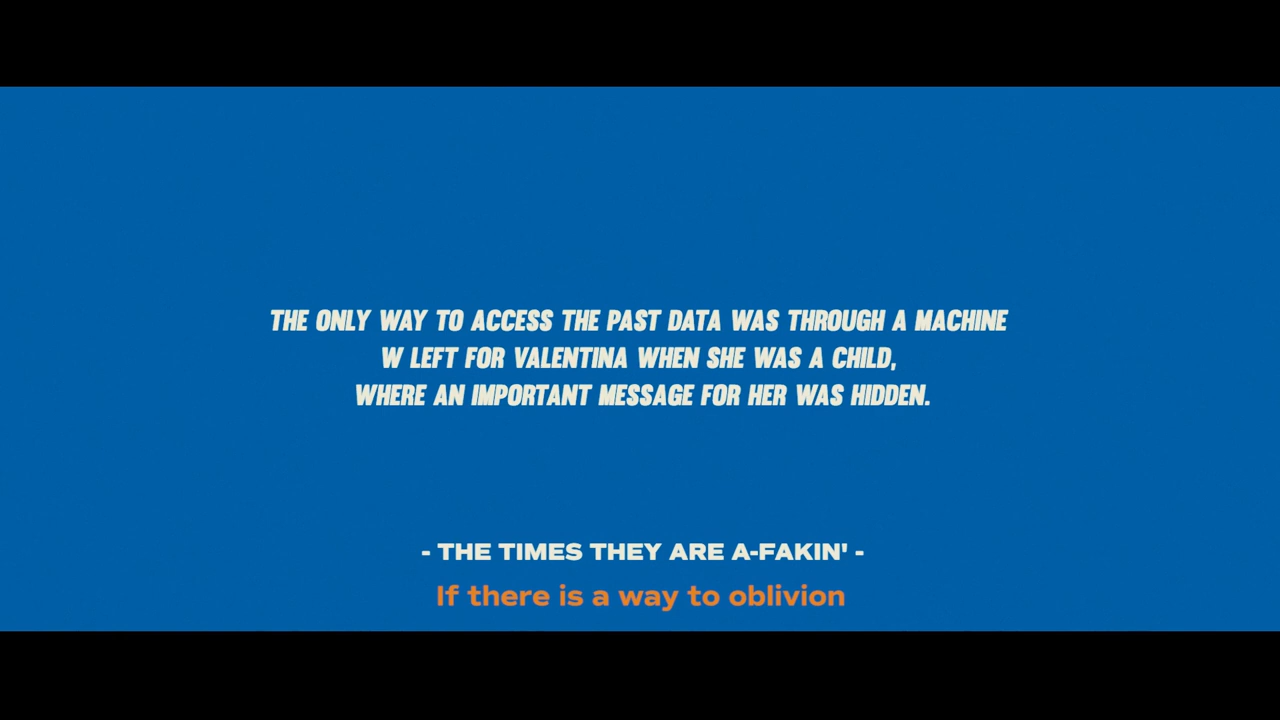 THE ONLY WAY TO ACCESS THE PAST DATA WAS THROUGH A MACHINE
W LEFT FOR VALENTINA WHEN SHE WAS A CHILD,
WHERE AN IMPORTANT MESSAGE FOR HER WAS HIDDEN.
- THE TIMES THEY ARE A-FAKIN' -
If there is a way to oblivion